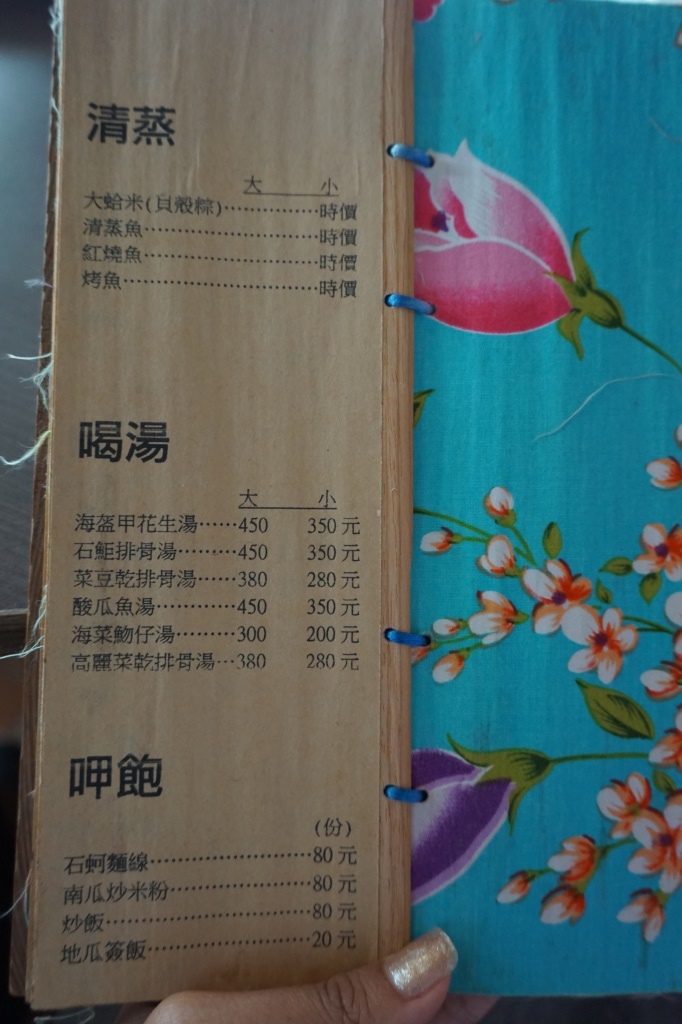 清蒸
大 小
大蛤米(貝殼粽)……………時價
清蒸魚………………………時價
紅燒魚………………………時價
烤魚…………………………時價
喝湯
大 小
海盔甲花生湯……450 350元
石鮔排骨湯………450 350元
菜豆乾排骨湯……380 280元
酸瓜魚湯…………450 350元
海菜魩仔湯………300 200元
高麗菜乾排骨湯…380 280元
呷飽
(份)
石蚵麵線……………………80元
南瓜炒米粉…………………80元
炒飯…………………………80元
地瓜簽飯……………………20元